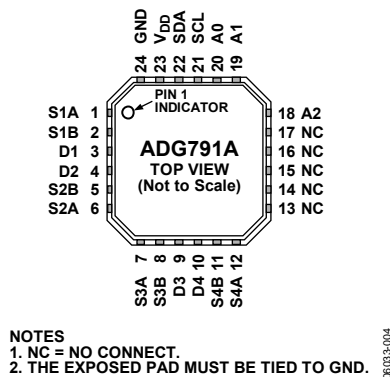 24 GND
23 VDD
22 SDA
21 SCL
20 A0
19 A1
PIN 1
INDICATOR
S1A 1
S1B 2
D1 3
D2 4
S2B 5
S2A 6
ADG791A
TOP VIEW
(Not to Scale)
18 A2
17 NC
16 NC
15 NC
14 NC
13 NC
S3A 7
S3B 8
D3 9
D4 10
S4B 11
S4A 12
NOTES
1. NC = NO CONNECT.
2. THE EXPOSED PAD MUST BE TIED TO GND.
06033-004